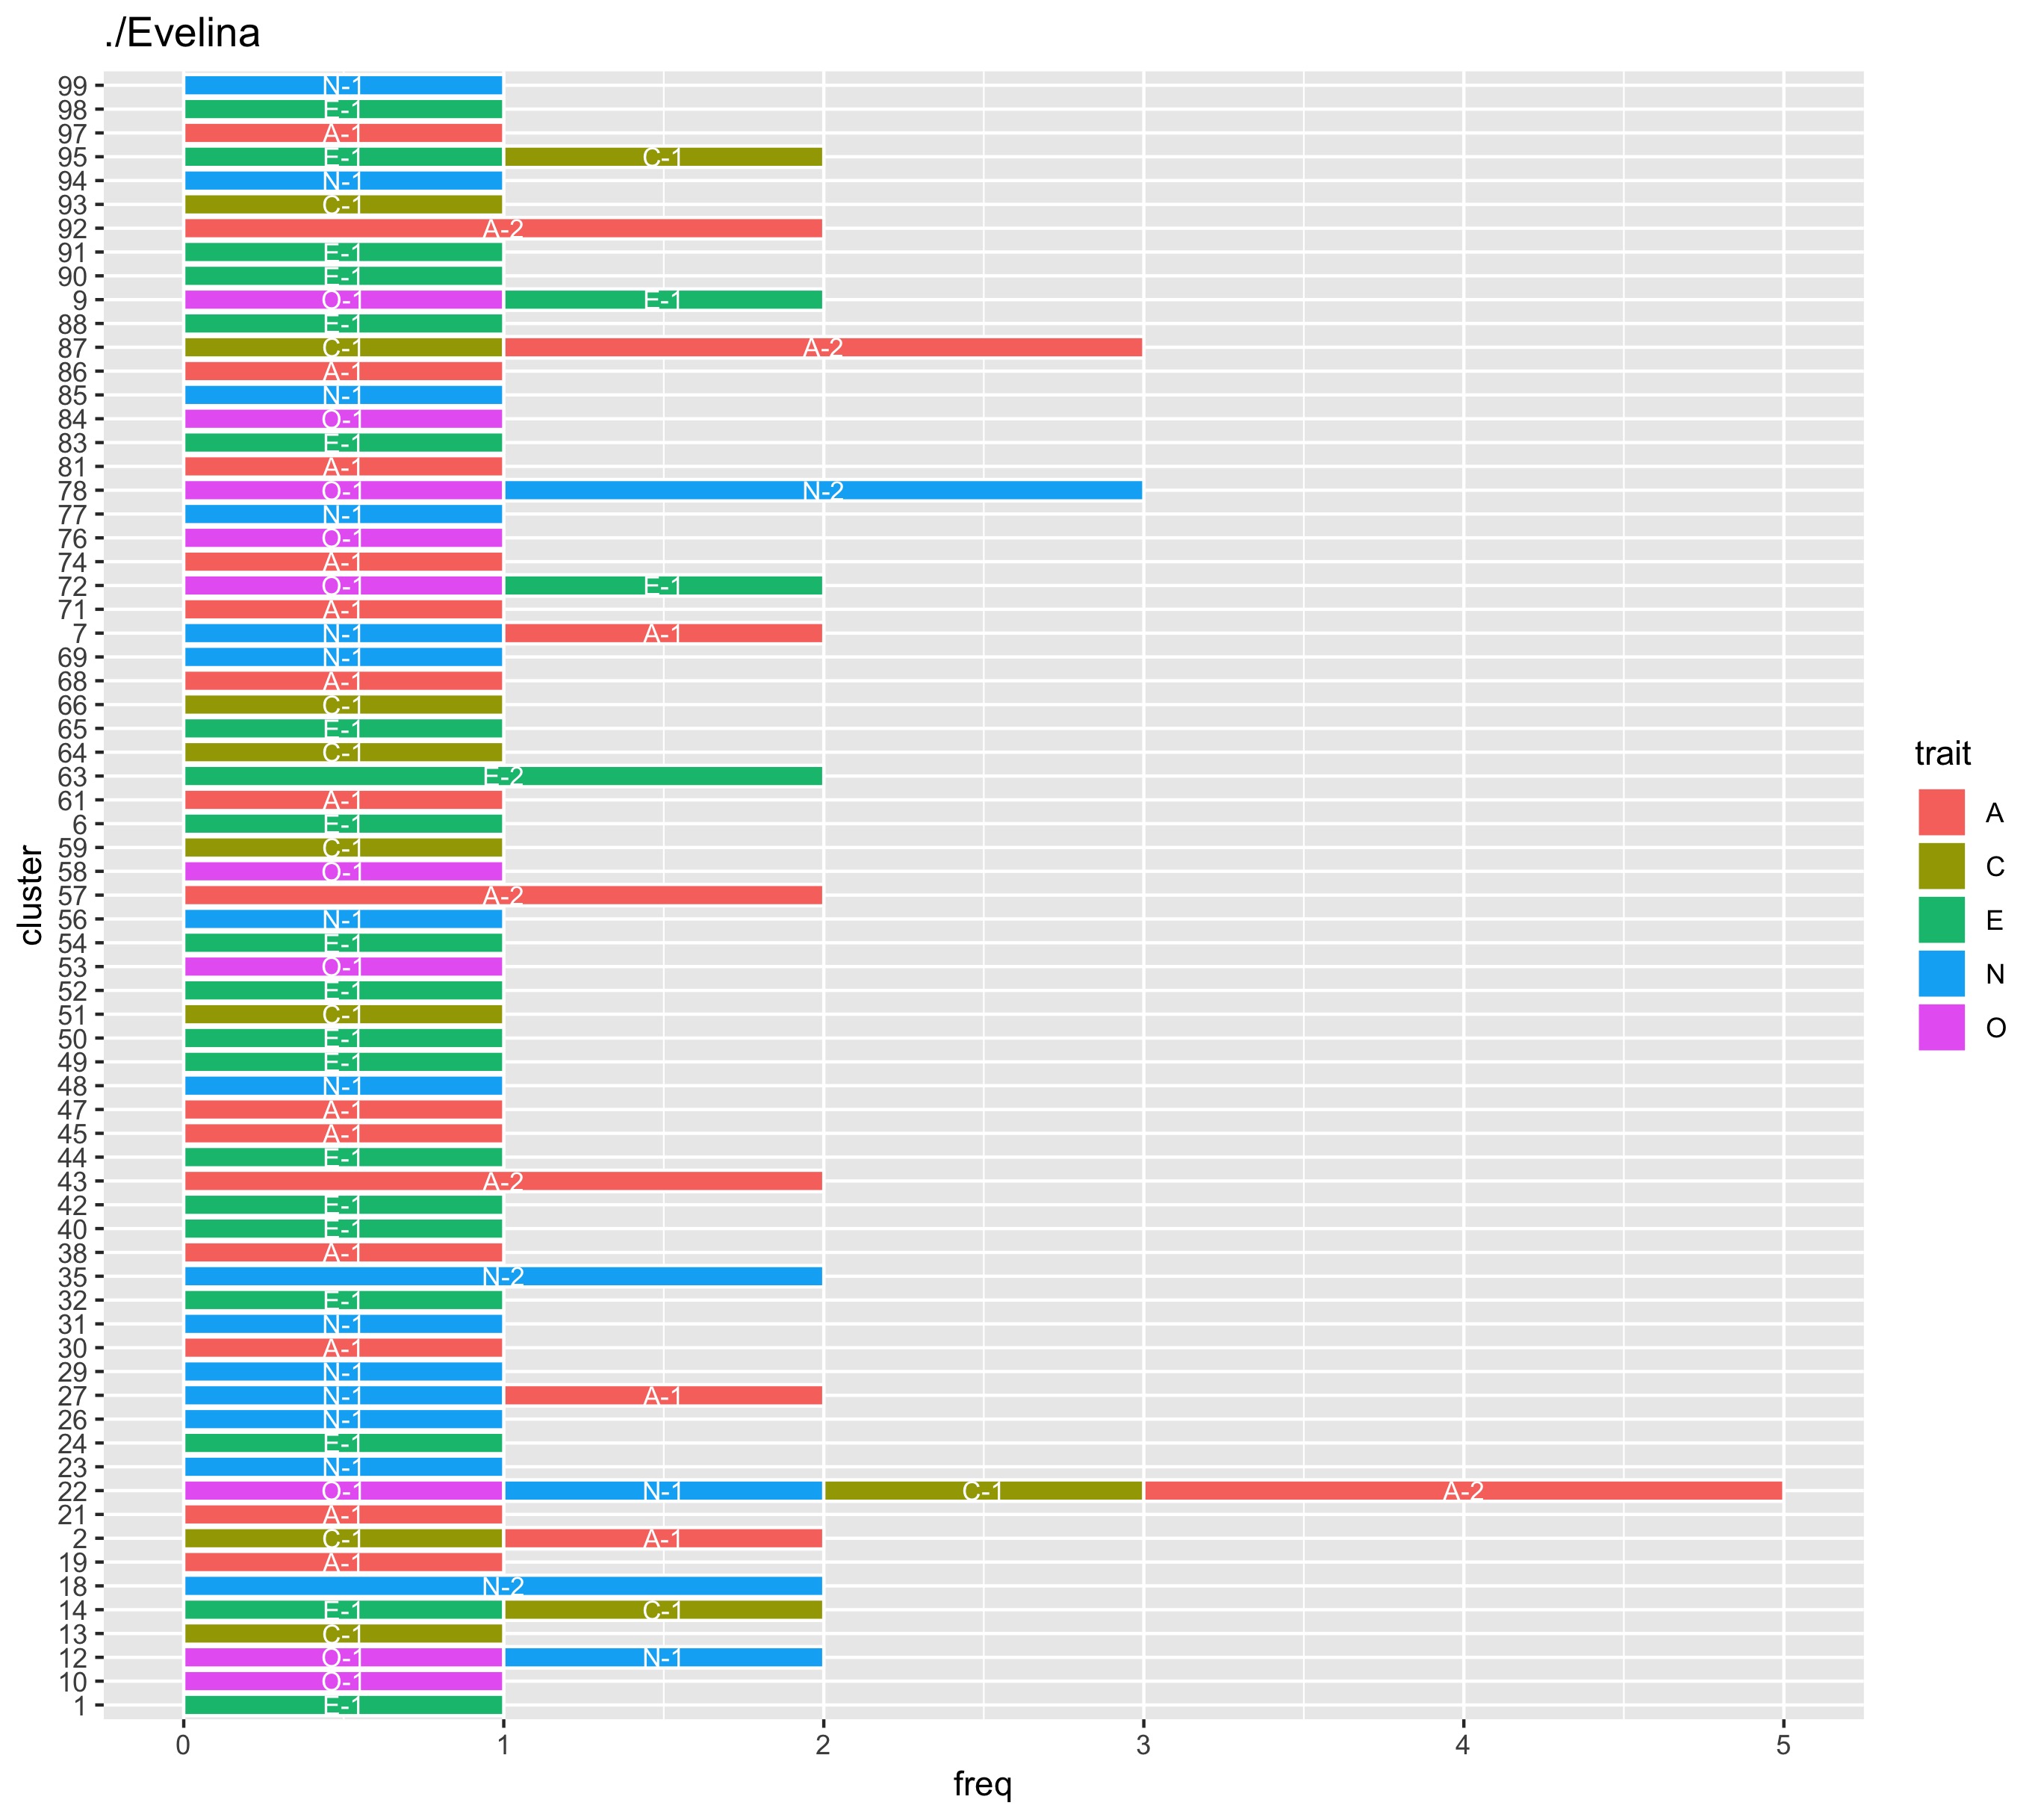 ./Evelina
cluster
99 N-1
98 E-1
97 A-1
95 E-1 C-1
94 N-1
93 C-1
92 A-2
91 E-1
90 E-1
9 O-1 E-1
88 E-1
87 C-1 A-2
86 A-1
85 N-1
84 O-1
83 E-1
81 A-1
78 O-1 N-2
77 N-1
76 O-1
74 A-1
72 O-1 E-1
71 A-1
7 N-1 A-1
69 N-1
68 A-1
66 C-1
65 E-1
64 C-1
63 E-2
61 A-1
6 E-1
59 C-1
58 O-1
57 A-2
56 N-1
54 E-1
53 O-1
52 E-1
51 C-1
50 E-1
49 E-1
48 N-1
47 A-1
45 A-1
44 E-1
43 A-2
42 E-1
40 E-1
38 A-1
35 N-2
32 E-1
31 N-1
30 A-1
29 N-1
27 N-1 A-1
26 N-1
24 E-1
23 N-1
22 O-1 N-1 C-1 A-2
21 A-1
2 C-1 A-1
19 A-1
18 N-2
14 E-1 C-1
13 C-1
12 O-1 N-1
10 O-1
1 E-1
0 1 2 3 4 5
freq
trait
A
C
E
N
O